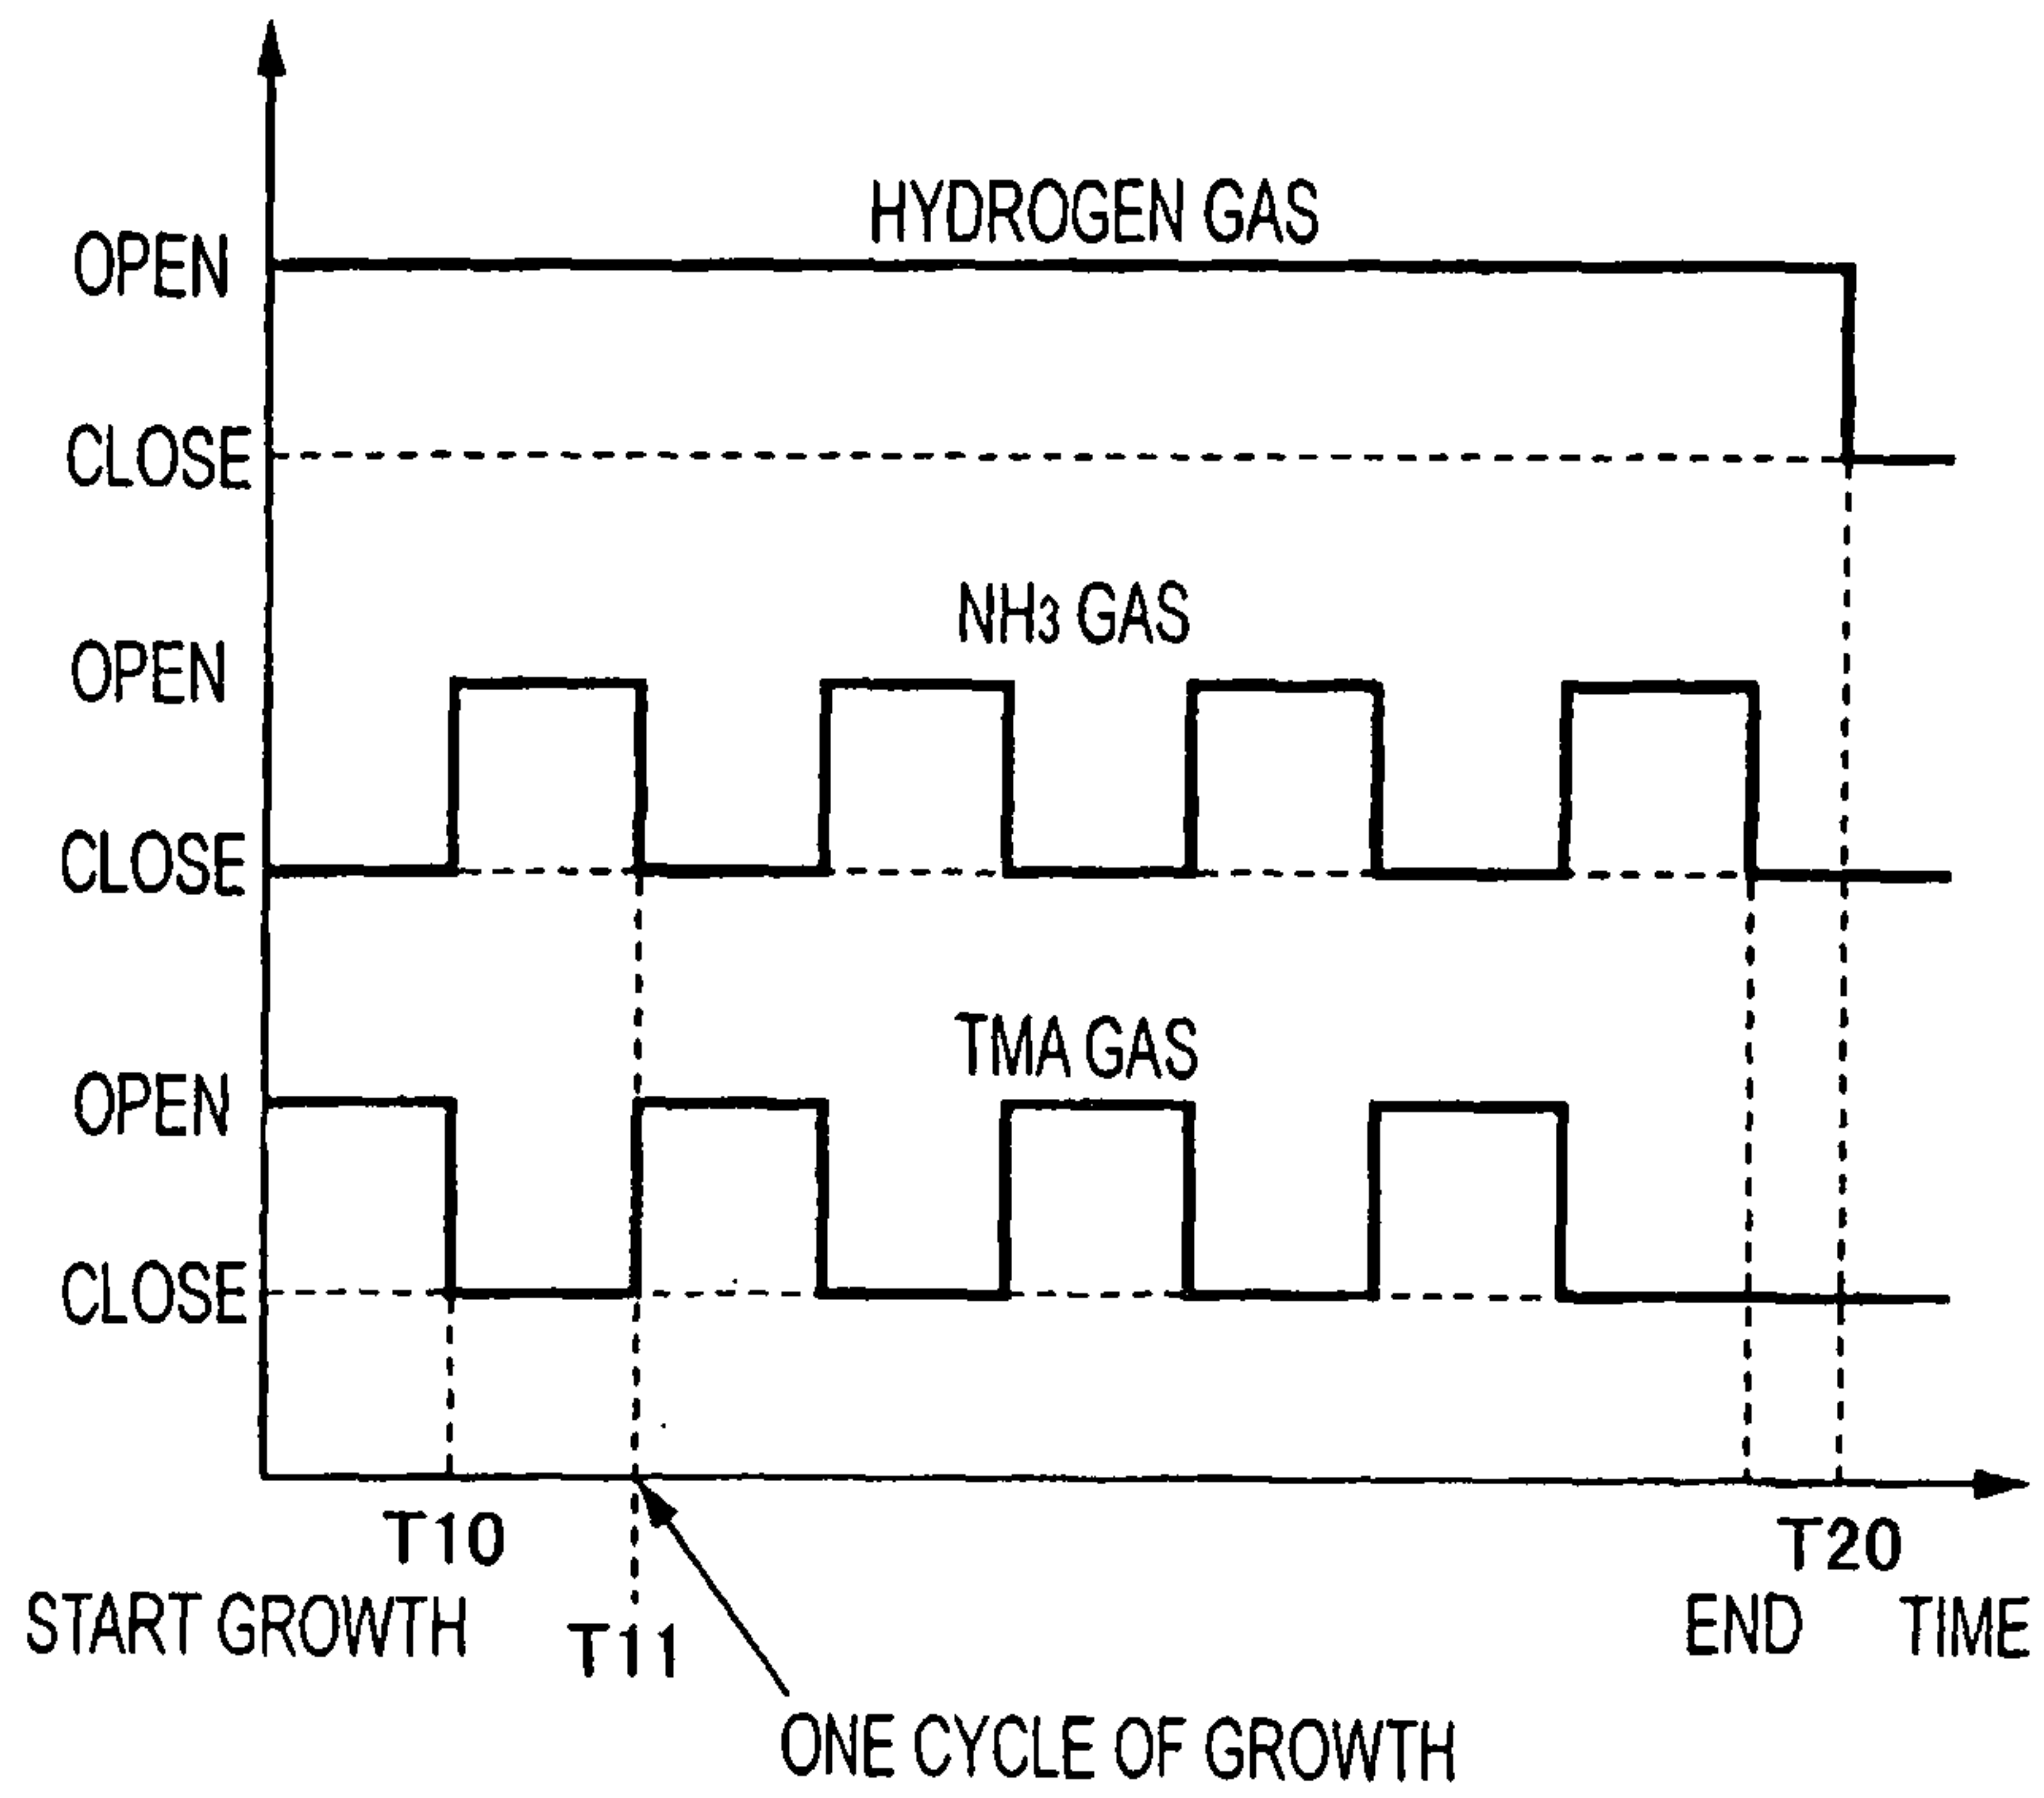 HYDROGEN GAS
OPEN
CLOSE
NH3 GAS
OPEN
CLOSE
TMA GAS
OPEN
CLOSE
T10
T20
START GROWTH
END
TIME
T11
ONE CYCLE OF GROWTH